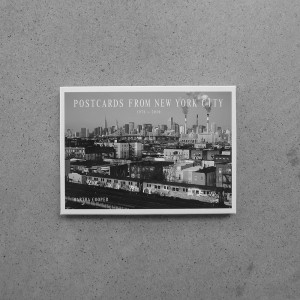 POSTCARDS FROM NEW YORK CITY
MARTHA COOPER